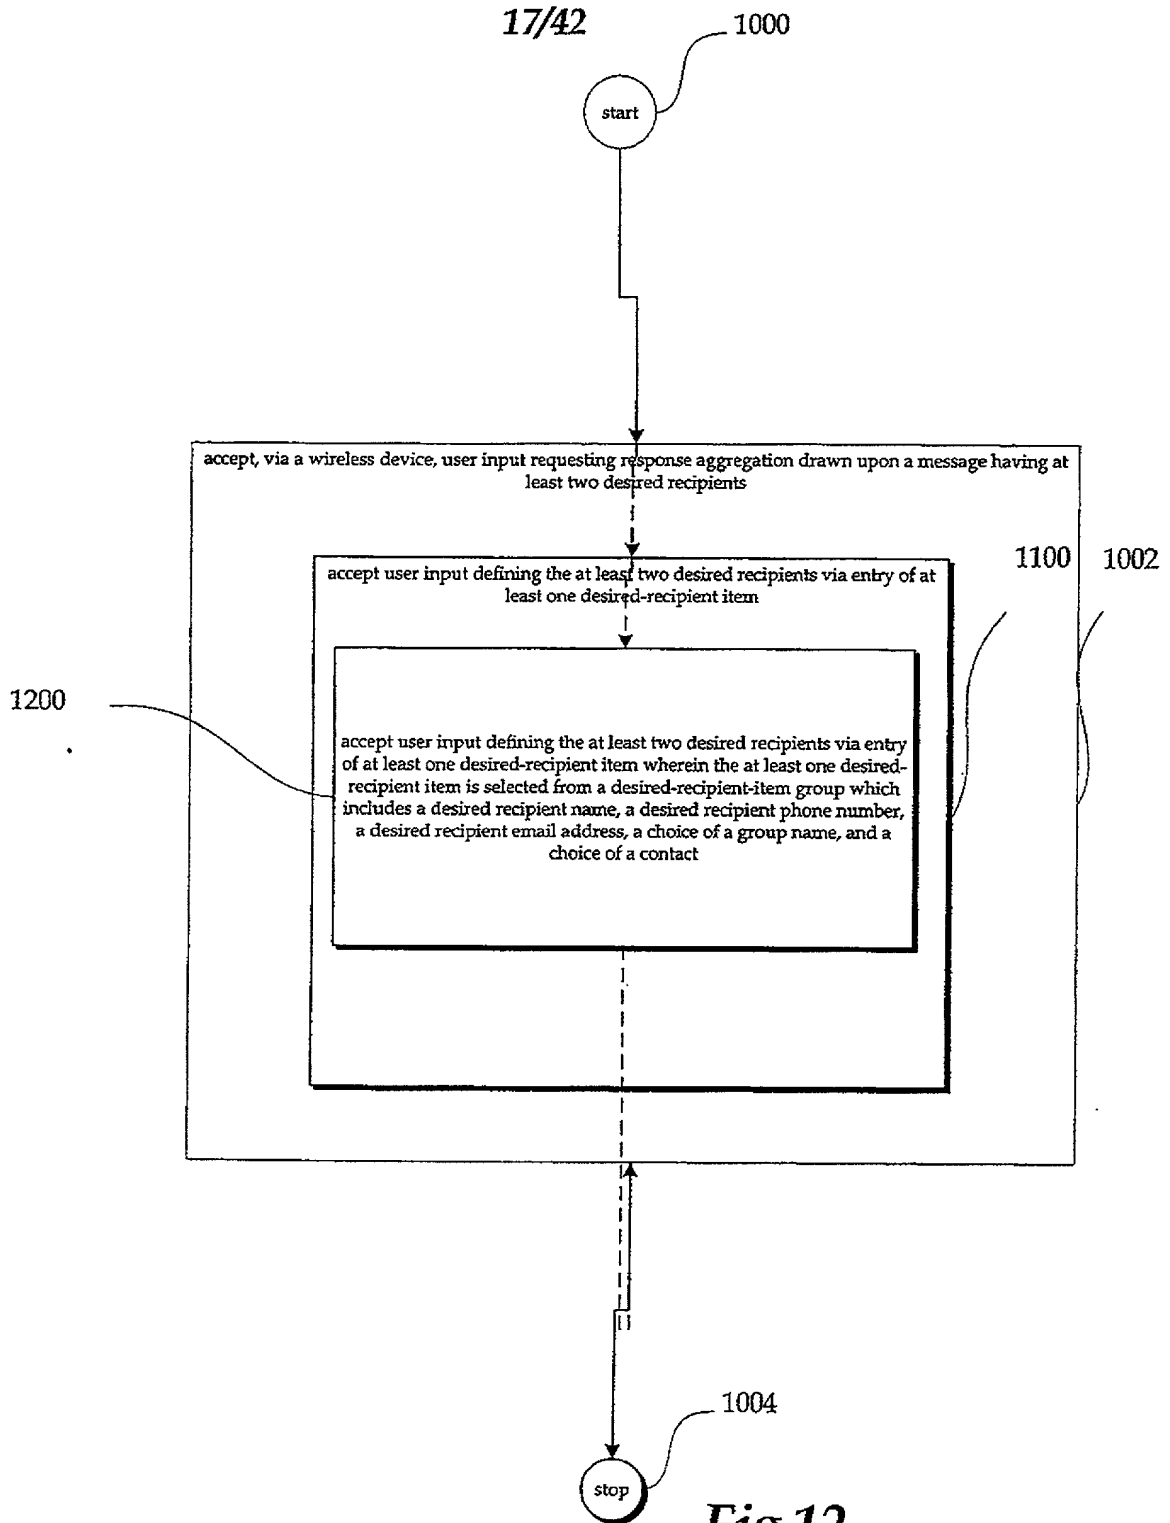 17/42
1000
start
accept, via a wireless device, user input requesting response aggregation drawn upon a message having at
least two desired recipients
1100
1002
accept user input defining the at least two desired recipients via entry of at
least one desired-recipient item
1200
accept user input defining the at least two desired recipients via entry
of at least one desired-recipient item wherein the at least one desired-
recipient item is selected from a desired-recipient-item group which
includes a desired recipient name, a desired recipient phone number,
a desired recipient email address, a choice of a group name, and a
choice of a contact
1004
stop
Fig.12